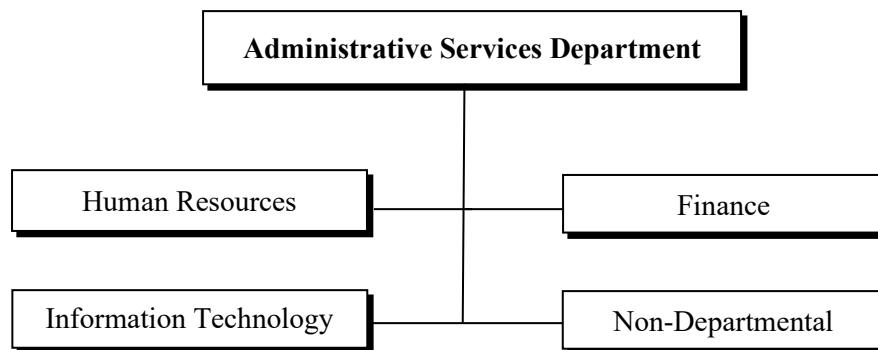 Administrative Services Department
Human Resources
Finance
Information Technology
Non-Departmental